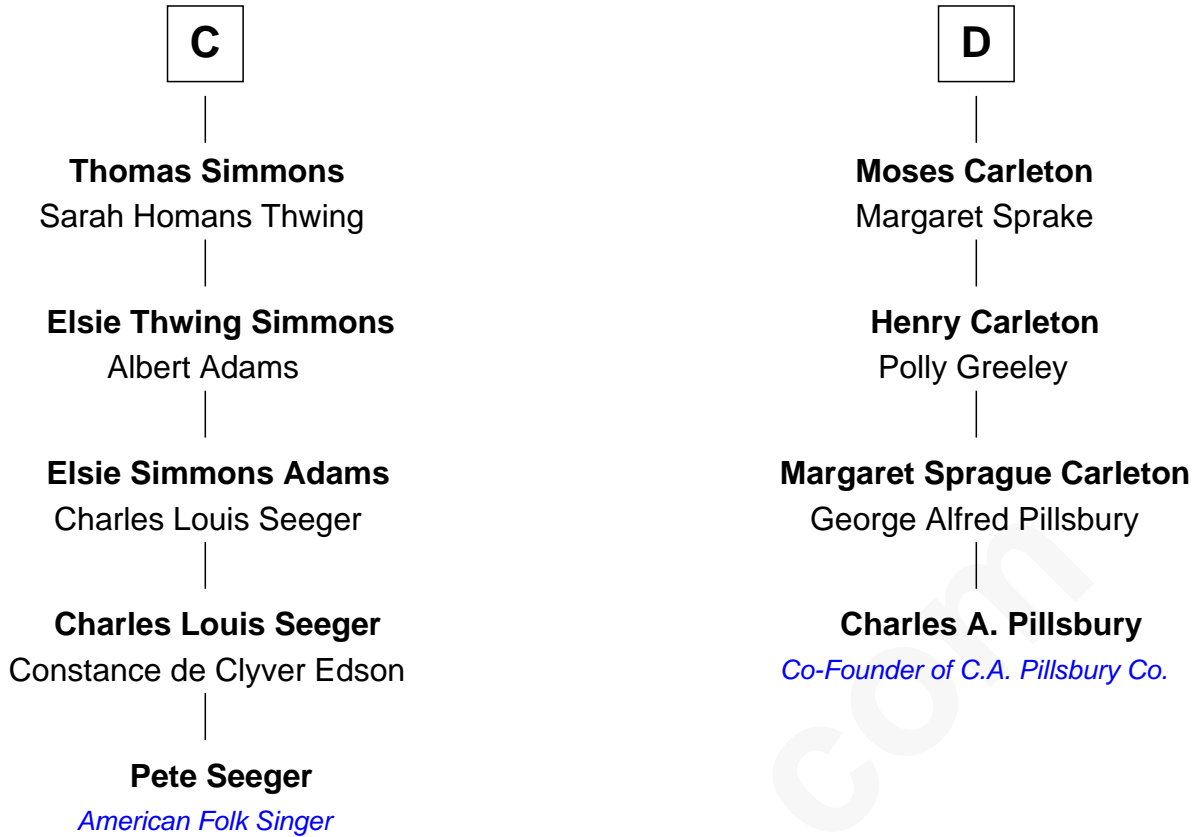 C
Thomas Simmons
Sarah Homans Thwing
Elsie Thwing Simmons
Albert Adams
Elsie Simmons Adams
Charles Louis Seeger
Charles Louis Seeger
Constance de Clyver Edson
Pete Seeger
American Folk Singer
D
Moses Carleton
Margaret Sprake
Henry Carleton
Polly Greeley
Margaret Sprague Carleton
George Alfred Pillsbury
Charles A. Pillsbury
Co-Founder of C.A. Pillsbury Co.
com